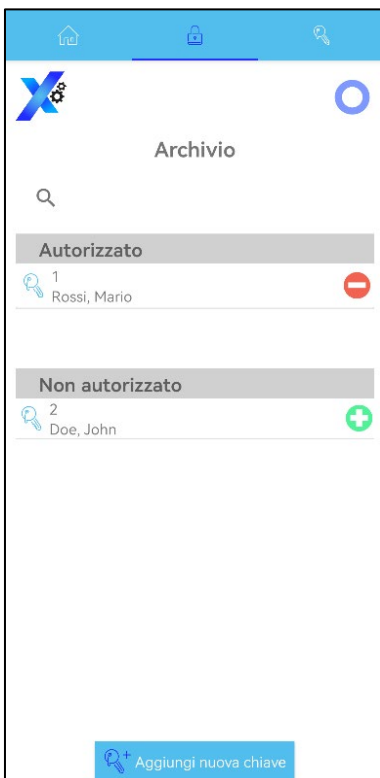 Archivio
Autorizzato
1
Rossi, Mario
Non autorizzato
2
Doe, John
Aggiungi nuova chiave